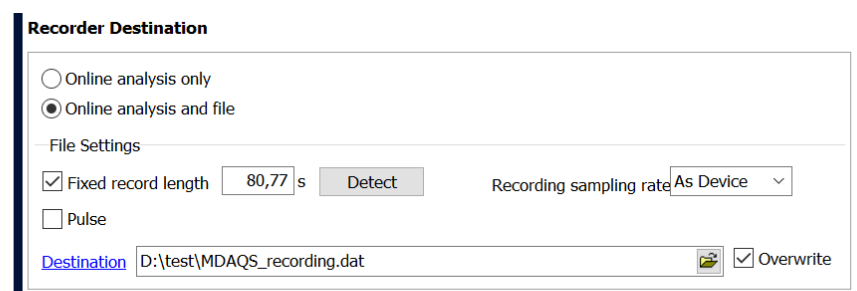 Recorder Destination
Online analysis only
Online analysis and file
File Settings
Fixed record length 80,77 s Detect Recording sampling rate As Device
Pulse
Destination D:\test\MDAQS_recording.dat Overwrite